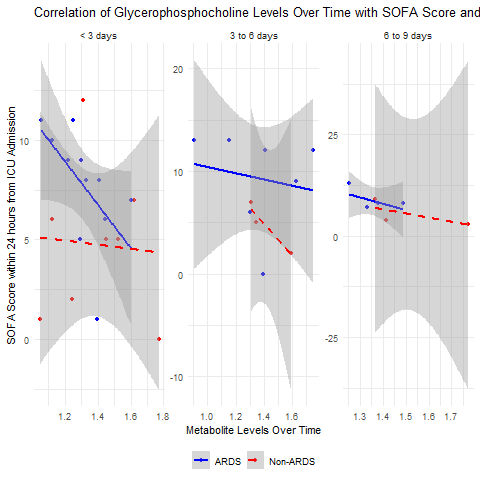 Correlation of Glycerophosphocholine Levels Over Time with SOFA Score and
< 3 days
3 to 6 days
6 to 9 days
SOFA Score within 24 hours from ICU Admission
10
5
0
20
10
0
-10
25
0
-25
1.2 1.4 1.6 1.8
1.0 1.2 1.4 1.6
1.3 1.4 1.5 1.6 1.7
Metabolite Levels Over Time
ARDS Non-ARDS